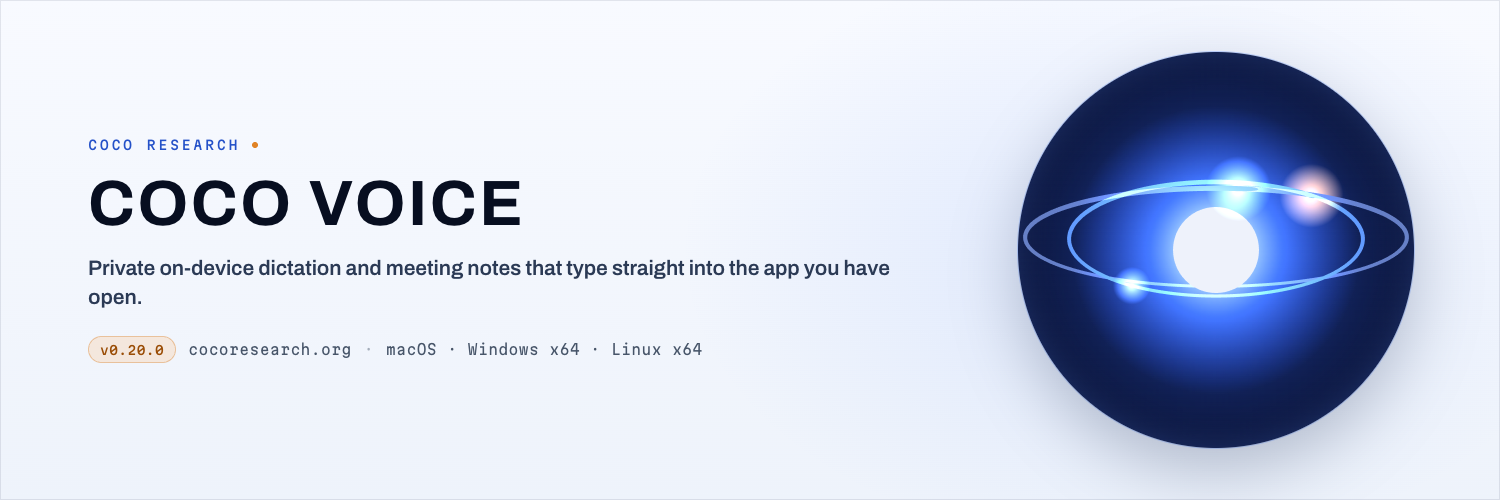 COCO RESEARCH
COCO VOICE
Private on-device dictation and meeting notes that type straight into the app you have
open.
v0.20.0 cocoresearch.org · macOS · Windows x64 · Linux x64